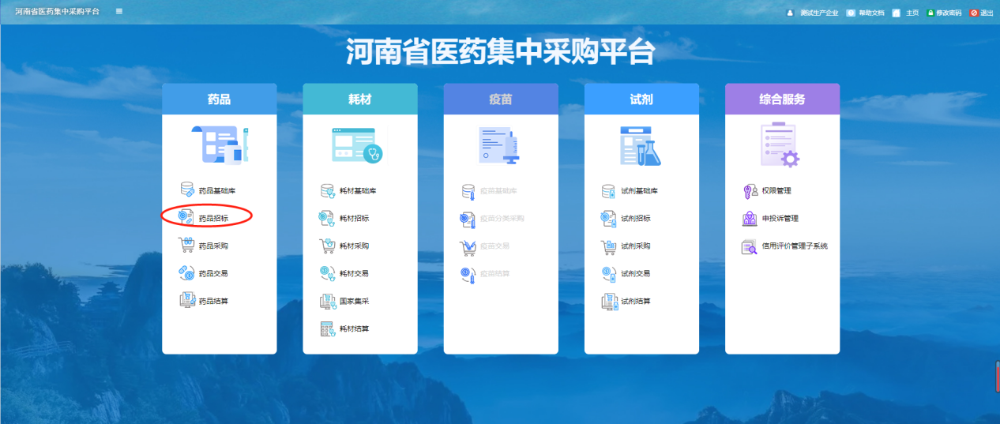 河南省医药集中采购平台
测试生产企业 帮助文档 主页 修改密码 退出
河南省医药集中采购平台
药品
药品基础库
药品招标
药品采购
药品交易
药品结算
耗材
耗材基础库
耗材招标
耗材采购
耗材交易
国家集采
耗材结算
疫苗
疫苗基础库
疫苗分类采购
疫苗交易
疫苗结算
试剂
试剂基础库
试剂招标
试剂采购
试剂交易
试剂结算
综合服务
权限管理
申投诉管理
信用评价管理子系统